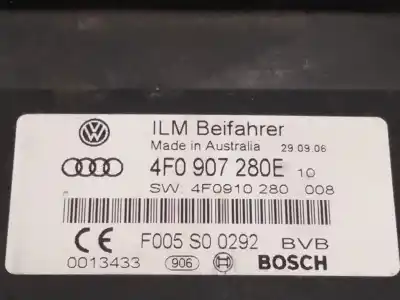 ILM Beifahrer
Made in Australia 29.09.06
4F0 907 280E 10
SW: 4F0910 280 008
CE F005 S0 0292 BVB
0013433 906 BOSCH